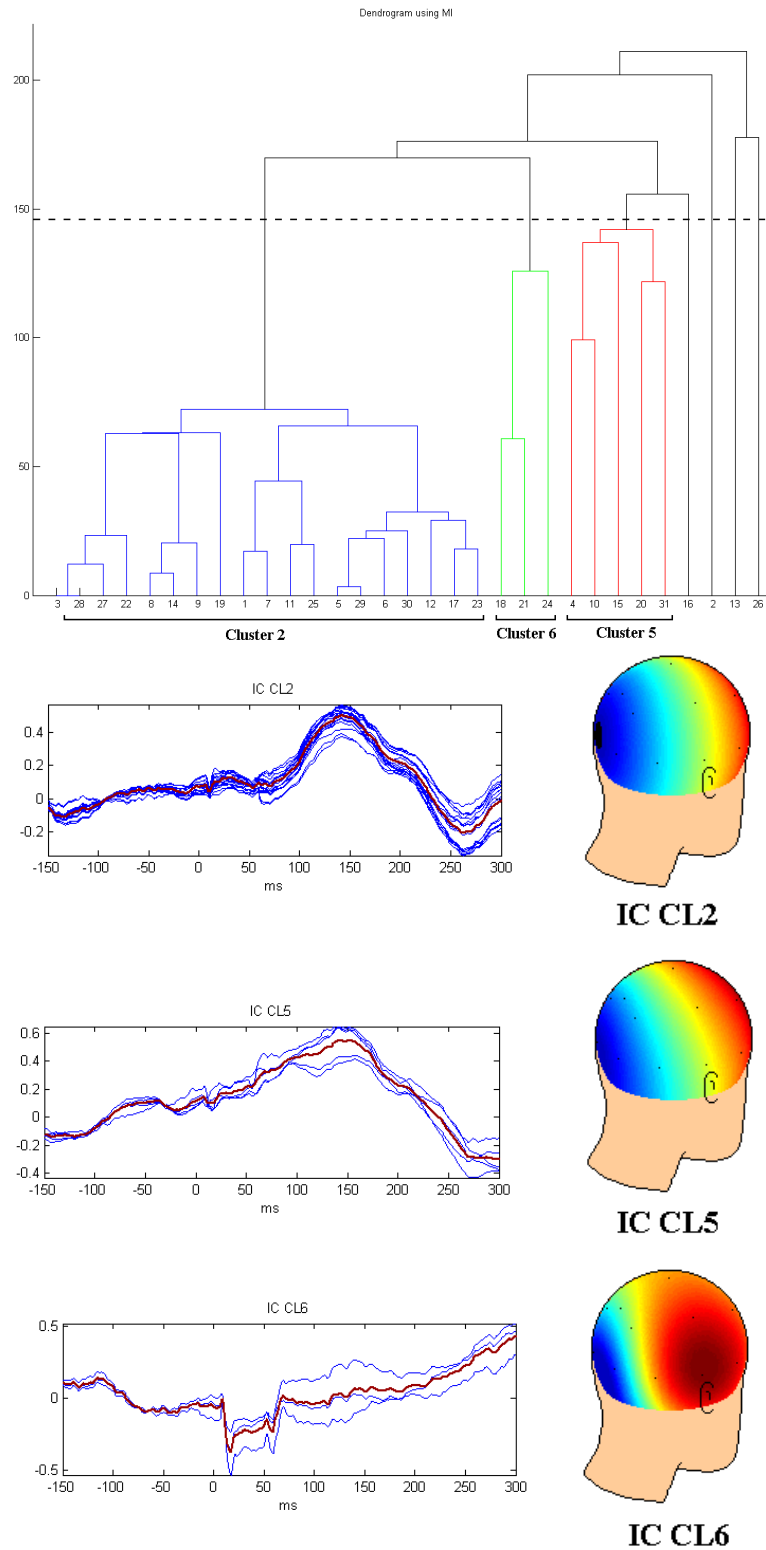 Dendrogram using MI
200
150
100
50
0
3 28 27 22 8 14 9 19 1 7 11 25 5 29 6 30 12 17 23 18 21 24 4 10 15 20 31 16 2 13 26
Cluster 2 Cluster 6 Cluster 5
IC CL2
0.4
0.2
0
-0.2
-150 -100 -50 0 50 100 150 200 250 300
ms
IC CL2
IC CL5
0.6
0.4
0.2
0
-0.2
-0.4
-150 -100 -50 0 50 100 150 200 250 300
ms
IC CL5
IC CL6
0.5
0
-0.5
-150 -100 -50 0 50 100 150 200 250 300
ms
IC CL6